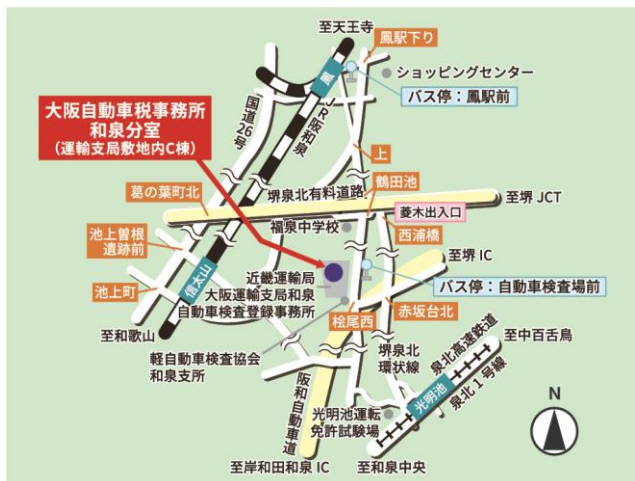 至天王寺
鳳駅下り
ショッピングセンター
鳳
バス停：鳳駅前
大阪自動車税事務所
和泉分室
（運輸支局敷地内C棟）
国道26号
JR阪和泉
上
葛の葉町北
堺泉北有料道路
鶴田池
至堺 JCT
菱木出入口
池上曽根
遺跡前
福泉中学校
西浦橋
至堺 IC
池上町
信太山
近畿運輸局
大阪運輸支局和泉
自動車検査登録事務所
バス停：自動車検査場前
桧尾西
赤坂台北
至和歌山
軽自動車検査協会
和泉支所
堺泉北
環状線
至中百舌鳥
泉北高速鉄道
泉北1号線
阪和自動車道
光明池運転
免許試験場
光明池
N
至岸和田和泉 IC
至和泉中央